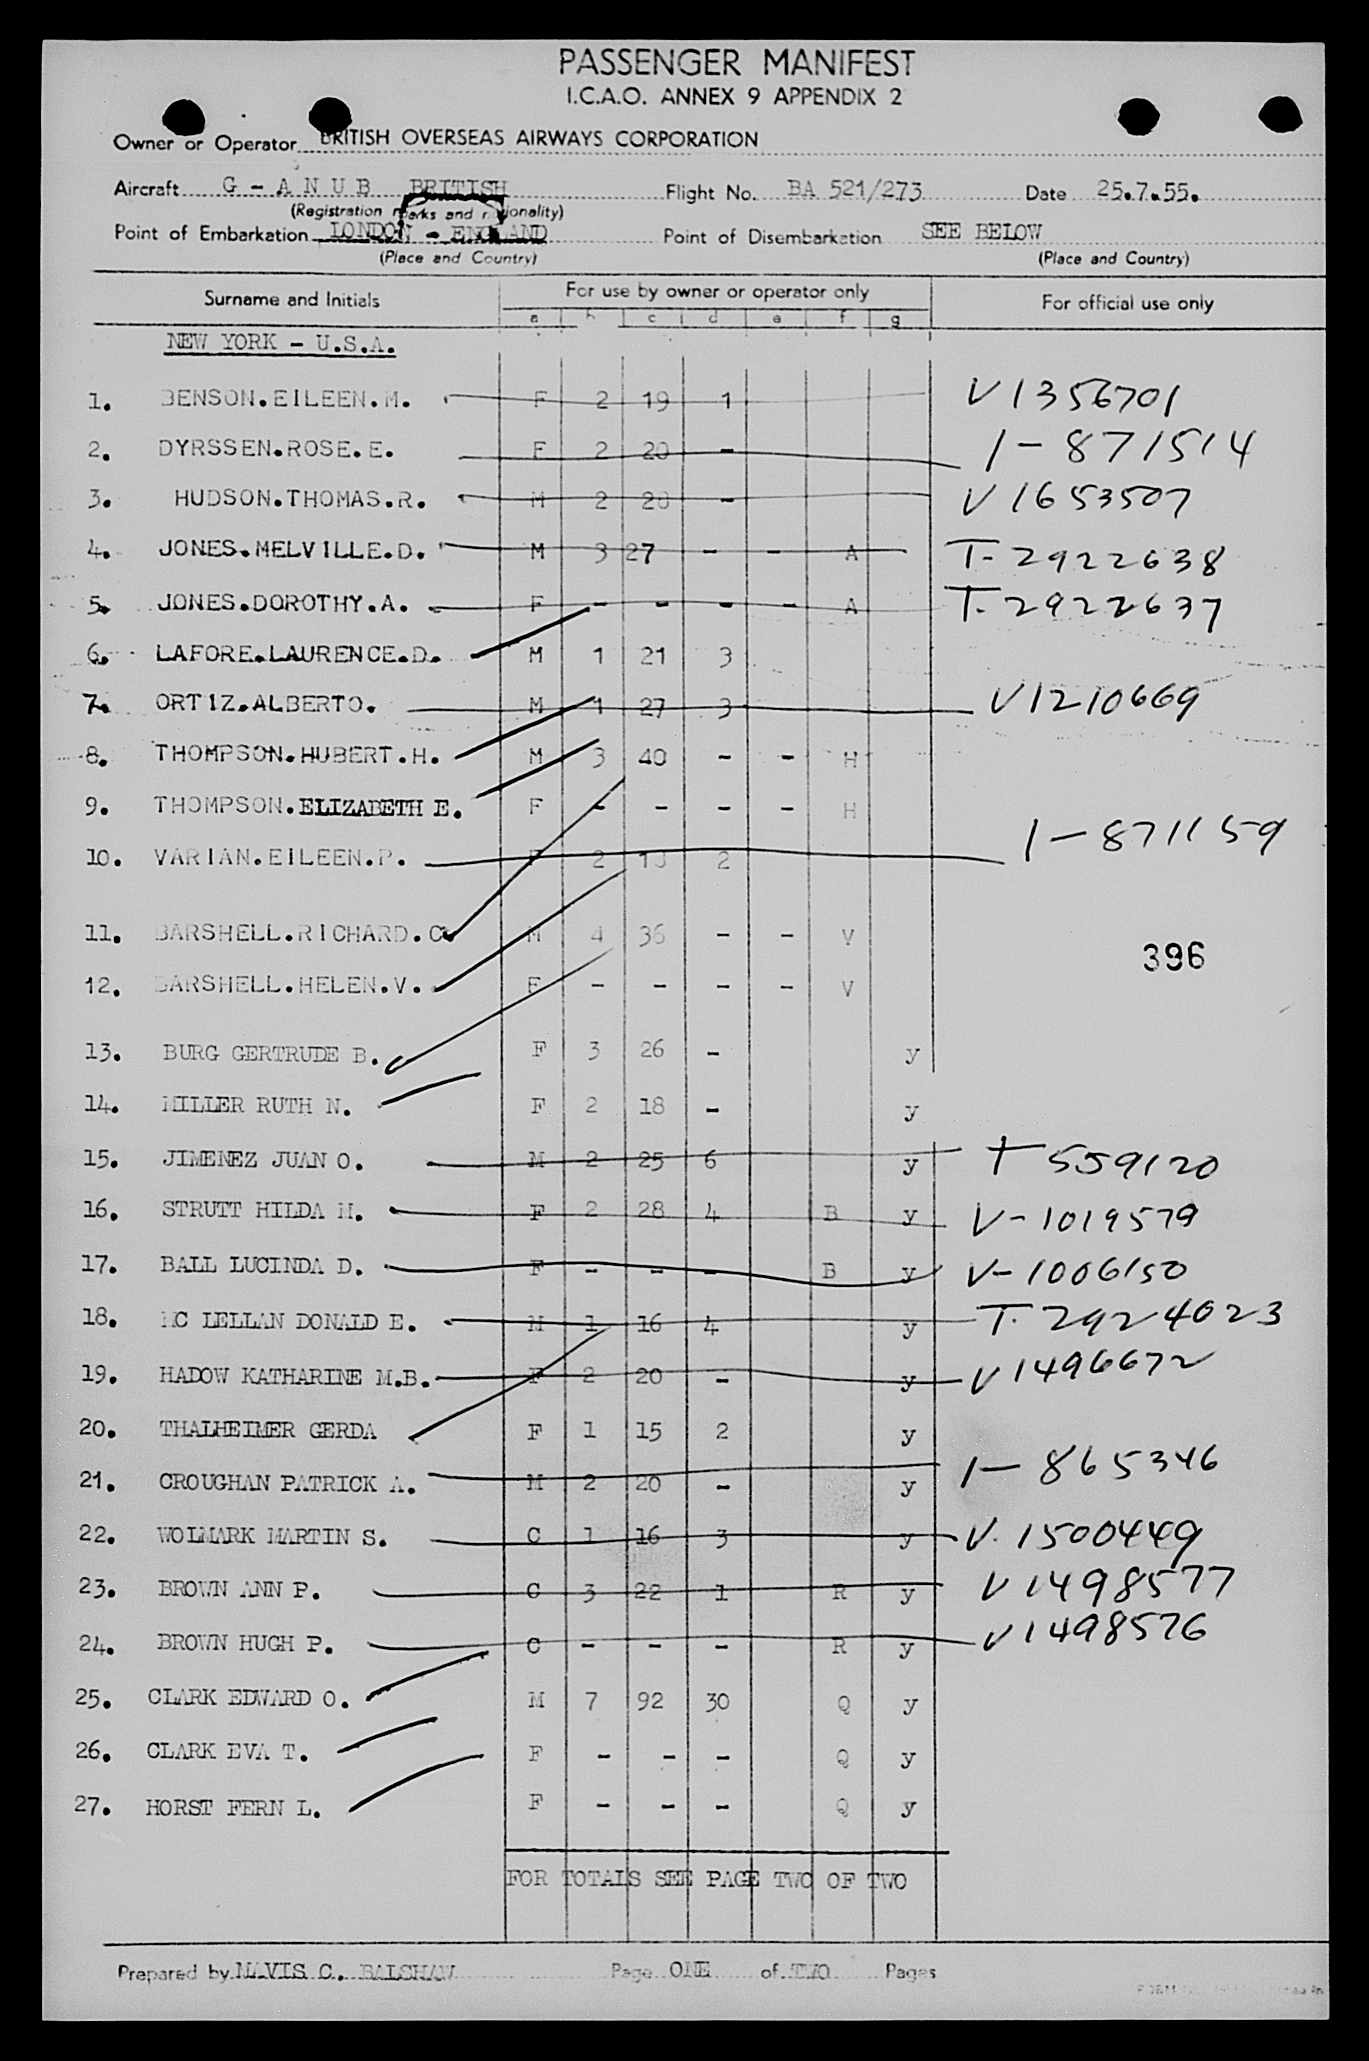 PASSENGER MANIFEST
I.C.A.O. ANNEX 9 APPENDIX 2
Owner or Operator BRITISH OVERSEAS AIRWAYS CORPORATION
Aircraft G - A N U B BRITISH Flight No. BA 521/273 Date 25.7.55.
(Registration marks and nationality)
Point of Embarkation LONDON - ENGLAND Point of Disembarkation SEE BELOW
(Place and Country) (Place and Country)
Surname and Initials For use by owner or operator only For official use only
a b c d e f g
NEW YORK - U.S.A.
1. BENSON.EILEEN.M. F 2 19 1 V1356701
2. DYRSSEN.ROSE.E. F 2 20 - 1-871514
3. HUDSON.THOMAS.R. M 2 20 - V1653507
4. JONES.MELVILLE.D. M 3 27 - - A T-2922638
5. JONES.DOROTHY.A. F - - - - A T-2922637
6. LAFORE.LAURENCE.D. M 1 21 3
7. ORTIZ.ALBERTO. M 1 27 3 V1210669
8. THOMPSON.HUBERT.H. M 3 40 - - H
9. THOMPSON.ELIZABETH E. F - - - - H
10. VARIAN.EILEEN.P. F 2 18 2 1-871159
11. BARSHELL.RICHARD.C. M 4 36 - - V
396
12. BARSHELL.HELEN.V. F - - - - V
13. BURG GERTRUDE B. F 3 26 - y
14. MILLER RUTH N. F 2 18 - y
15. JIMENEZ JUAN O. M 2 25 6 y T559120
16. STRUTT HILDA M. F 2 28 4 B y V-1019579
17. BALL LUCINDA D. F - - - B y V-1006150
18. MC LELLAN DONALD E. M 1 16 4 y T-2924023
19. HADOW KATHARINE M.B. F 2 20 - y V1496672
20. THALHEIMER GERDA F 1 15 2 y
21. CROUGHAN PATRICK A. M 2 20 - y 1-865346
22. WOLMARK MARTIN S. C 1 16 3 y V-1500449
23. BROWN ANN P. C 3 22 1 R y V1498577
24. BROWN HUGH P. C - - - R y V1498576
25. CLARK EDWARD O. M 7 92 30 Q y
26. CLARK EVA T. F - - - Q y
27. HORST FERN L. F - - - Q y
FOR TOTALS SEE PAGE TWO OF TWO
Prepared by MAVIS C. BALSHAW Page ONE of TWO Pages